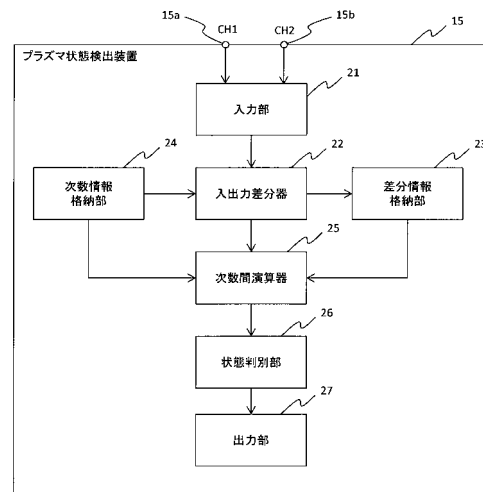 15a
CH1
CH2
15b
15
プラズマ状態検出装置
21
入力部
24
22
23
次数情報
格納部
入出力差分器
差分情報
格納部
25
次数間演算器
26
状態判別部
27
出力部